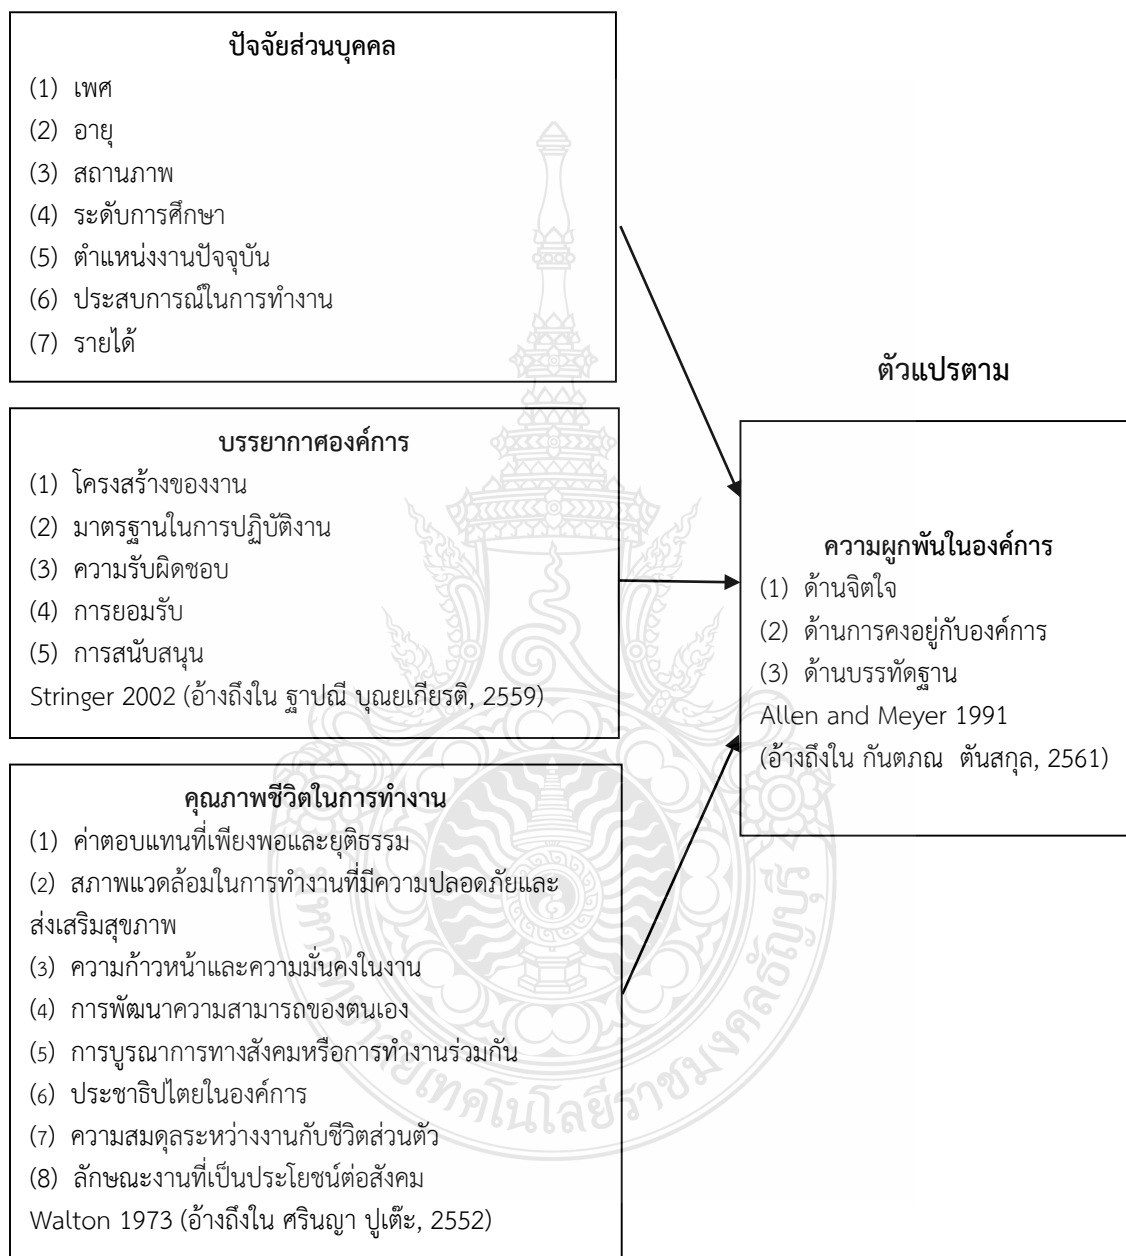 ปัจจัยส่วนบุคคล
(1) เพศ
(2) อายุ
(3) สถานภาพ
(4) ระดับการศึกษา
(5) ตำแหน่งงานปัจจุบัน
(6) ประสบการณ์ในการทำงาน
(7) รายได้
บรรยากาศองค์การ
(1) โครงสร้างของงาน
(2) มาตรฐานในการปฏิบัติงาน
(3) ความรับผิดชอบ
(4) การยอมรับ
(5) การสนับสนุน
Stringer 2002 (อ้างถึงใน ฐาปณี บุณยเกียรติ, 2559)
คุณภาพชีวิตในการทำงาน
(1) ค่าตอบแทนที่เพียงพอและยุติธรรม
(2) สภาพแวดล้อมในการทำงานที่มีความปลอดภัยและ
ส่งเสริมสุขภาพ
(3) ความก้าวหน้าและความมั่นคงในงาน
(4) การพัฒนาความสามารถของตนเอง
(5) การบูรณาการทางสังคมหรือการทำงานร่วมกัน
(6) ประชาธิปไตยในองค์การ
(7) ความสมดุลระหว่างงานกับชีวิตส่วนตัว
(8) ลักษณะงานที่เป็นประโยชน์ต่อสังคม
Walton 1973 (อ้างถึงใน ศรินญา ปูเต๊ะ, 2552)
ตัวแปรตาม
ความผูกพันในองค์การ
(1) ด้านจิตใจ
(2) ด้านการคงอยู่กับองค์การ
(3) ด้านบรรทัดฐาน
Allen and Meyer 1991
(อ้างถึงใน กันตภณ ตันสกุล, 2561)
มหาวิทยาลัยเทคโนโลยีราชมงคลธัญบุรี